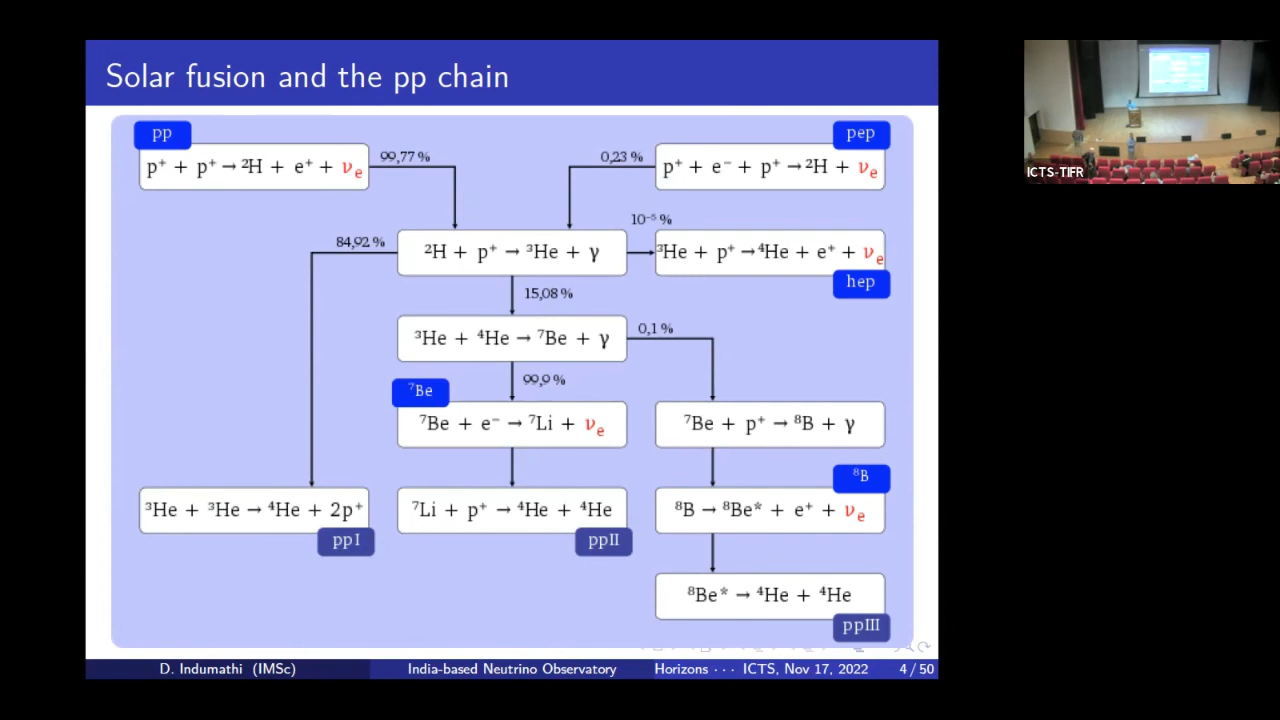 Solar fusion and the pp chain
pp
pep
p⁺ + p⁺ → ²H + e⁺ + νₑ
99,77 %
0,23 %
p⁺ + e⁻ + p⁺ → ²H + νₑ
10⁻⁵ %
84,92 %
²H + p⁺ → ³He + γ
³He + p⁺ → ⁴He + e⁺ + νₑ
hep
15,08 %
³He + ⁴He → ⁷Be + γ
0,1 %
99,9 %
⁷Be
⁷Be + e⁻ → ⁷Li + νₑ
⁷Be + p⁺ → ⁸B + γ
⁸B
³He + ³He → ⁴He + 2p⁺
⁷Li + p⁺ → ⁴He + ⁴He
⁸B → ⁸Be* + e⁺ + νₑ
ppI
ppII
⁸Be* → ⁴He + ⁴He
ppIII
D. Indumathi (IMSc)
India-based Neutrino Observatory
Horizons · · · ICTS, Nov 17, 2022
4 / 50
ICTS-TIFR